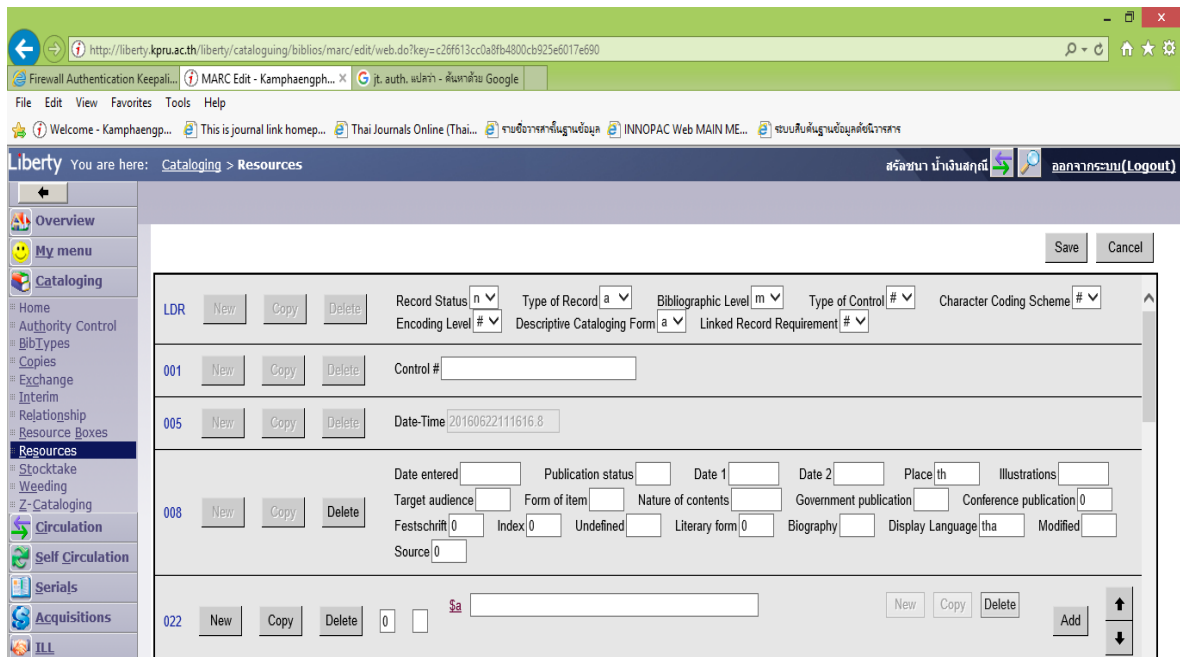 http://liberty.kpru.ac.th/liberty/cataloguing/biblios/marc/edit/web.do?key=c26f613cc0a8fb4800cb925e6017e690
Firewall Authentication Keepali... MARC Edit - Kamphaengph... × jt. auth. แปลว่า - ค้นหาด้วย Google
File Edit View Favorites Tools Help
Welcome - Kamphaengp... This is journal link homep... Thai Journals Online (Thai... รายชื่อวารสารในฐานข้อมูล INNOPAC Web MAIN ME... ระบบสืบค้นฐานข้อมูลดัชนีวารสาร
Liberty You are here: Cataloging > Resources สรัลชนา น้ำเงินสกุณี ออกจากระบบ(Logout)
Overview
My menu
Save Cancel
Cataloging
Home
Authority Control
BibTypes
Copies
Exchange
Interim
Relationship
Resource Boxes
Resources
Stocktake
Weeding
Z-Cataloging
Circulation
Self Circulation
Serials
Acquisitions
ILL
LDR New Copy Delete Record Status n Type of Record a Bibliographic Level m Type of Control # Character Coding Scheme #
Encoding Level # Descriptive Cataloging Form a Linked Record Requirement #
001 New Copy Delete Control #
005 New Copy Delete Date-Time 20160622111616.8
008 New Copy Delete
Date entered Publication status Date 1 Date 2 Place th Illustrations
Target audience Form of item Nature of contents Government publication Conference publication 0
Festschrift 0 Index 0 Undefined Literary form 0 Biography Display Language tha Modified
Source 0
022 New Copy Delete 0 $a New Copy Delete Add